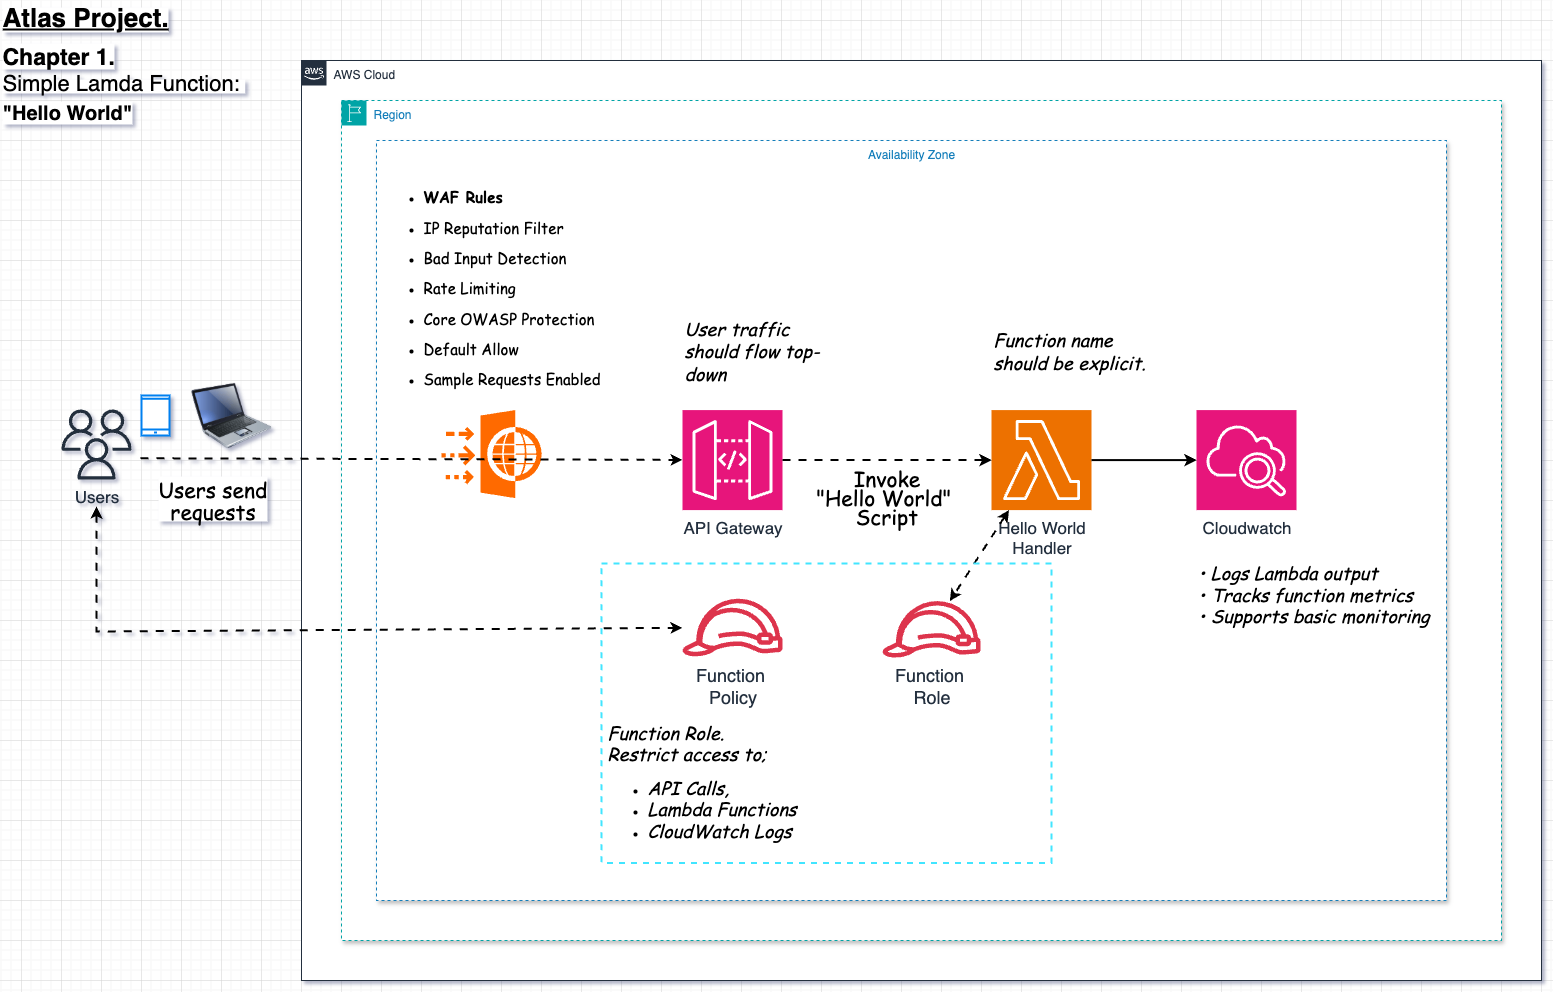 Atlas Project.
Chapter 1.
Simple Lamda Function:
"Hello World"
aws
AWS Cloud
Region
Availability Zone
• WAF Rules
• IP Reputation Filter
• Bad Input Detection
• Rate Limiting
• Core OWASP Protection
• Default Allow
• Sample Requests Enabled
User traffic
should flow top-
down
Function name
should be explicit.
Users
Users send
requests
</>
API Gateway
Invoke
"Hello World"
Script
Hello World
Handler
Cloudwatch
• Logs Lambda output
• Tracks function metrics
• Supports basic monitoring
Function
Policy
Function
Role
Function Role.
Restrict access to;
• API Calls,
• Lambda Functions
• CloudWatch Logs